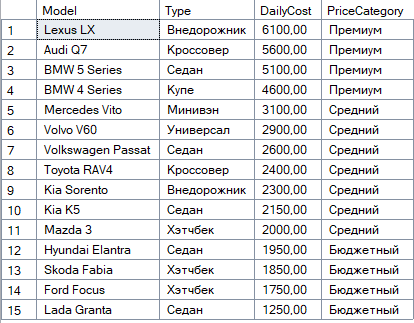 Model Type DailyCost PriceCategory
1 Lexus LX Внедорожник 6100,00 Премиум
2 Audi Q7 Кроссовер 5600,00 Премиум
3 BMW 5 Series Седан 5100,00 Премиум
4 BMW 4 Series Купе 4600,00 Премиум
5 Mercedes Vito Минивэн 3100,00 Средний
6 Volvo V60 Универсал 2900,00 Средний
7 Volkswagen Passat Седан 2600,00 Средний
8 Toyota RAV4 Кроссовер 2400,00 Средний
9 Kia Sorento Внедорожник 2300,00 Средний
10 Kia K5 Седан 2150,00 Средний
11 Mazda 3 Хэтчбек 2000,00 Средний
12 Hyundai Elantra Седан 1950,00 Бюджетный
13 Skoda Fabia Хэтчбек 1850,00 Бюджетный
14 Ford Focus Хэтчбек 1750,00 Бюджетный
15 Lada Granta Седан 1250,00 Бюджетный